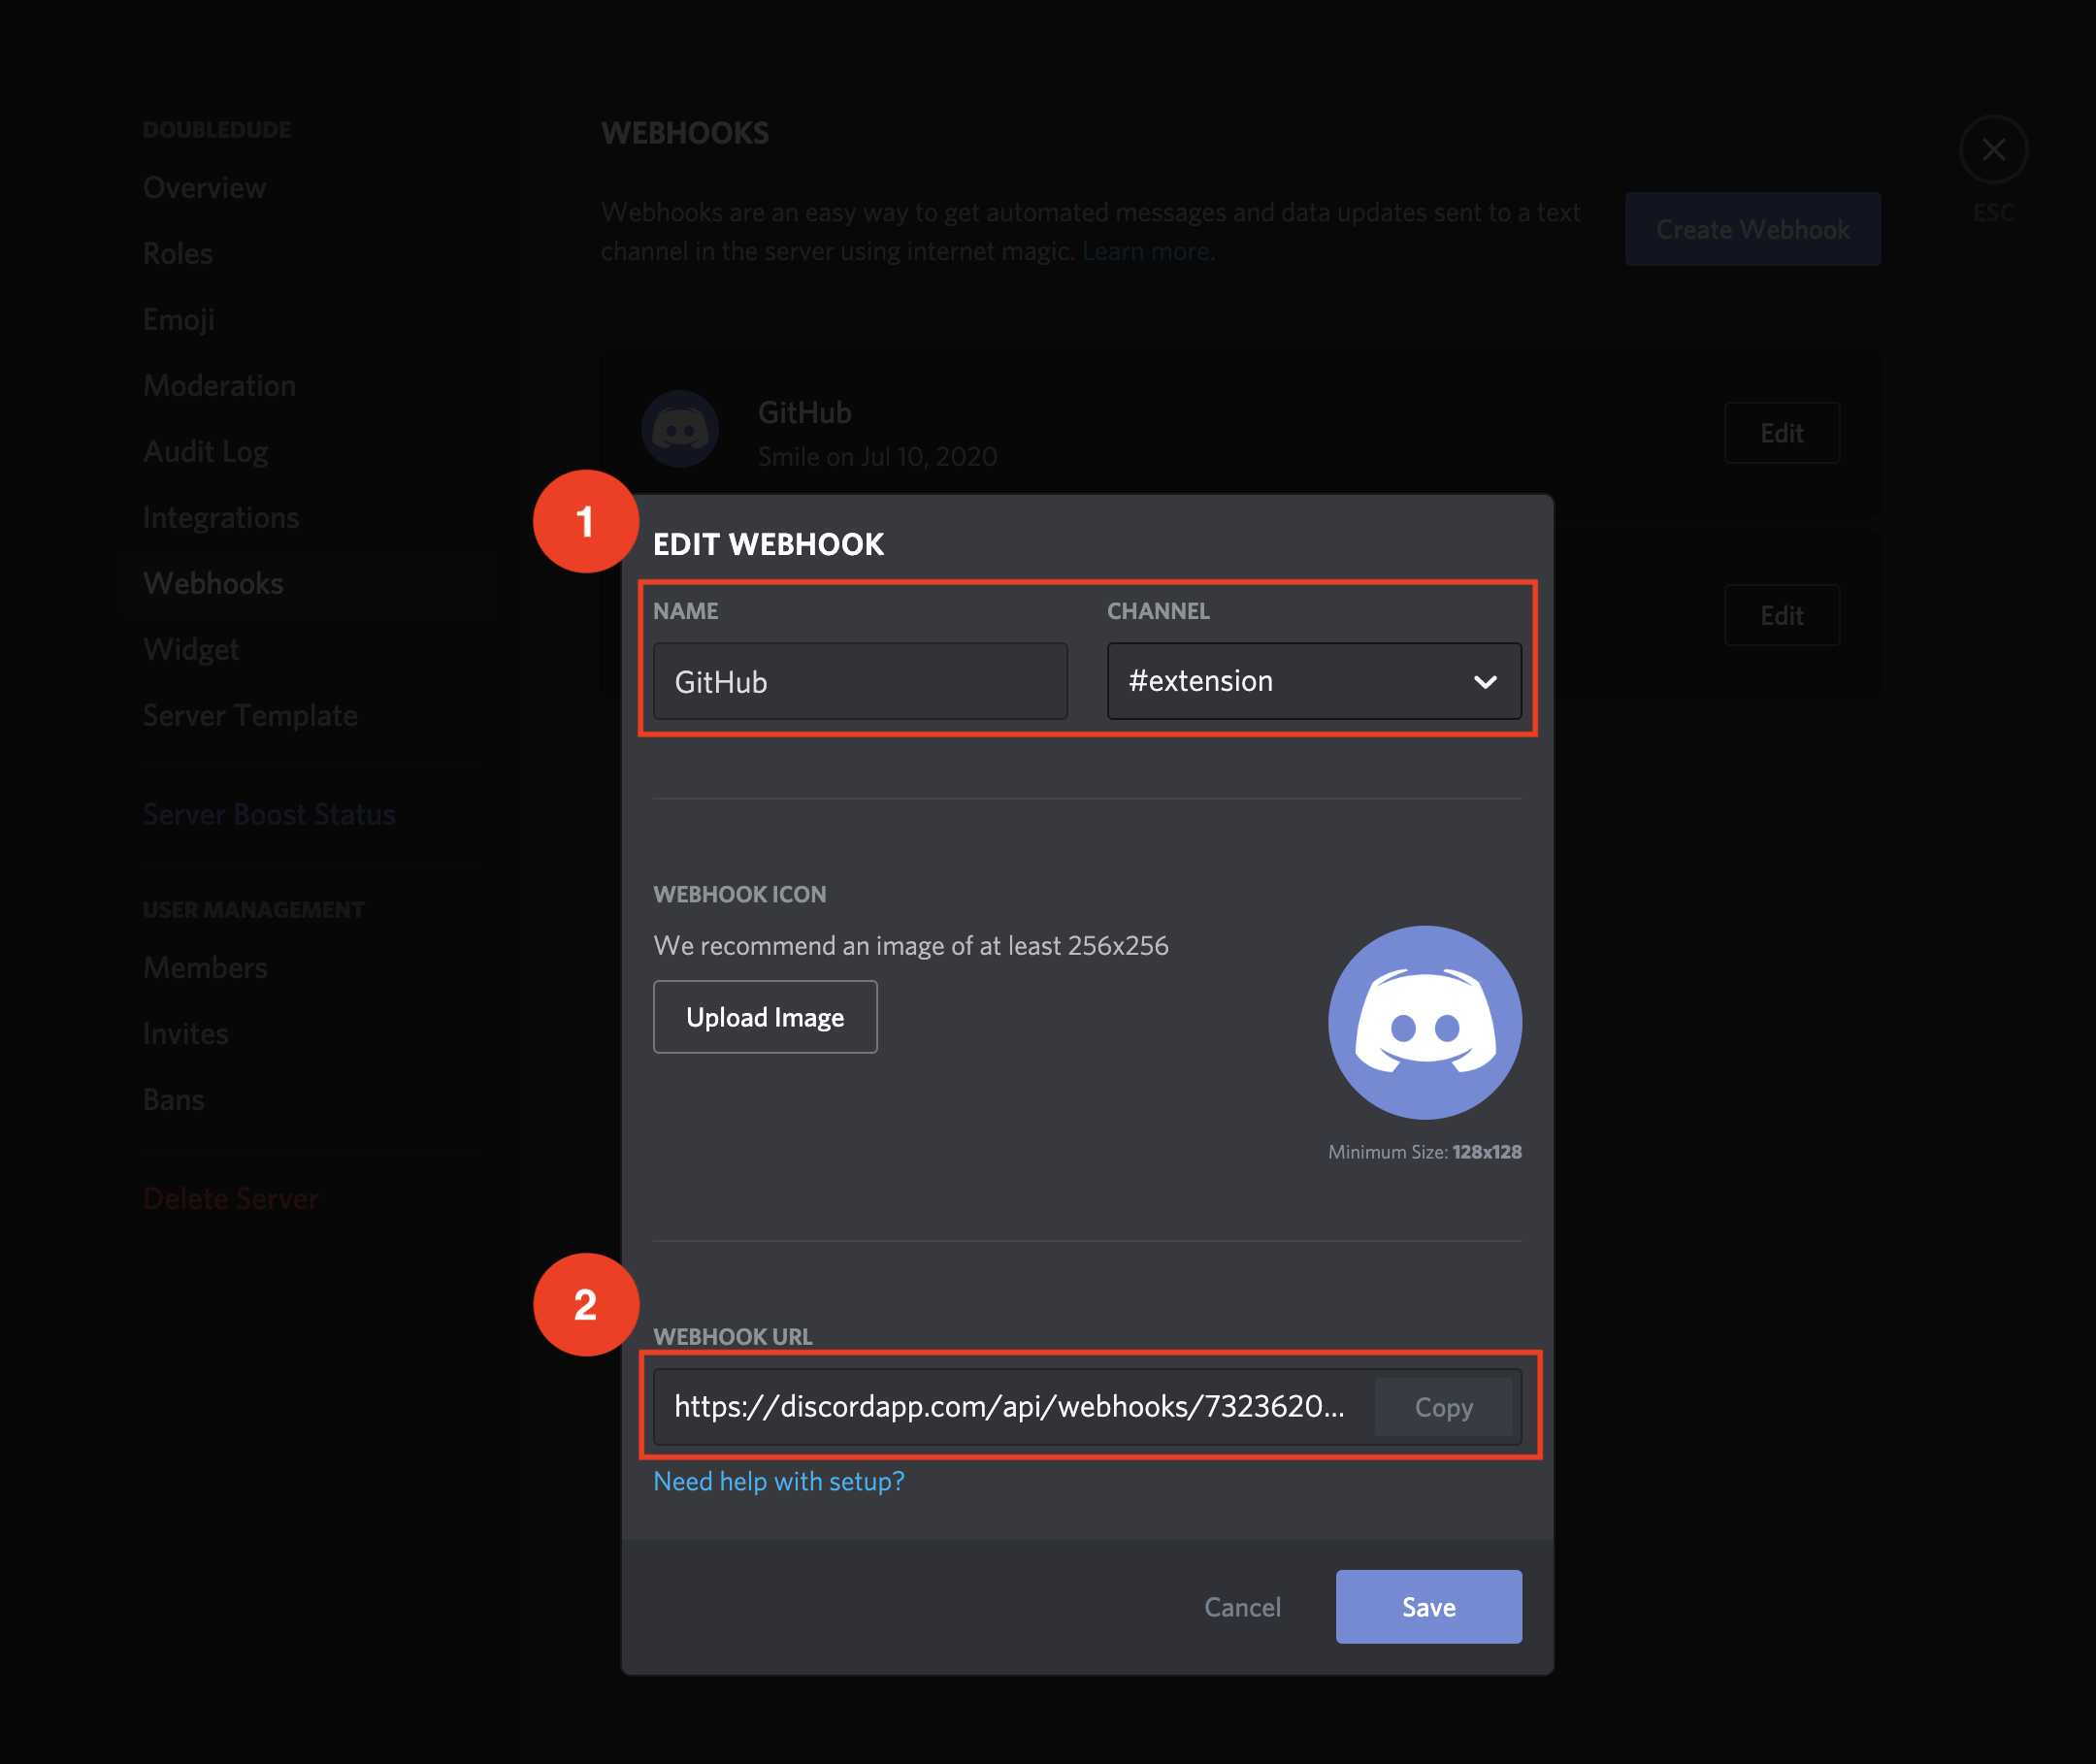 DOUBLEDUDE
Overview
Roles
Emoji
Moderation
Audit Log
Integrations
Webhooks
Widget
Server Template
Server Boost Status
USER MANAGEMENT
Members
Invites
Bans
Delete Server
WEBHOOKS
Webhooks are an easy way to get automated messages and data updates sent to a text
channel in the server using internet magic. Learn more.
Create Webhook
ESC
GitHub
Smile on Jul 10, 2020
Edit
Edit
1
EDIT WEBHOOK
NAME
CHANNEL
GitHub
#extension
WEBHOOK ICON
We recommend an image of at least 256x256
Upload Image
Minimum Size: 128x128
2
WEBHOOK URL
https://discordapp.com/api/webhooks/7323620...
Copy
Need help with setup?
Cancel
Save